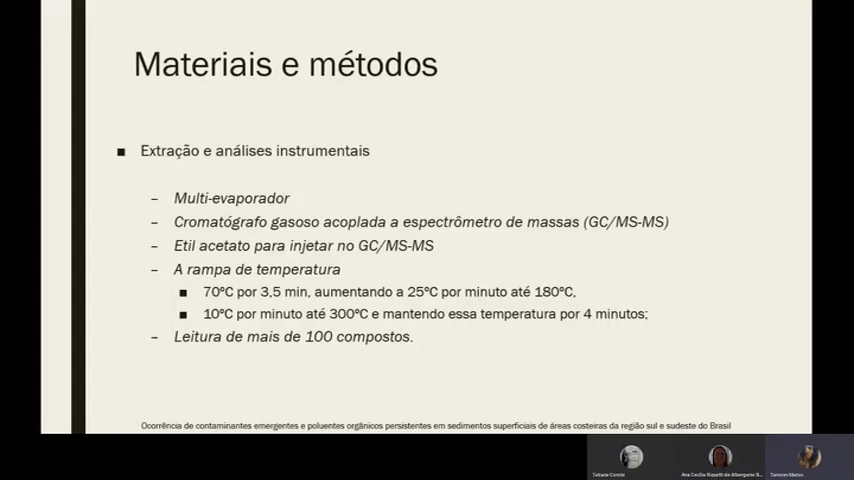 Materiais e métodos
■ Extração e análises instrumentais
– Multi-evaporador
– Cromatógrafo gasoso acoplada a espectrômetro de massas (GC/MS-MS)
– Etil acetato para injetar no GC/MS-MS
– A rampa de temperatura
■ 70ºC por 3,5 min, aumentando a 25ºC por minuto até 180ºC,
■ 10ºC por minuto até 300ºC e mantendo essa temperatura por 4 minutos;
– Leitura de mais de 100 compostos.
Ocorrência de contaminantes emergentes e poluentes orgânicos persistentes em sedimentos superficiais de áreas costeiras da região sul e sudeste do Brasil
Tatiane Combi
Ana Cecília Rizzatti de Albergaria B...
Tamires Matos